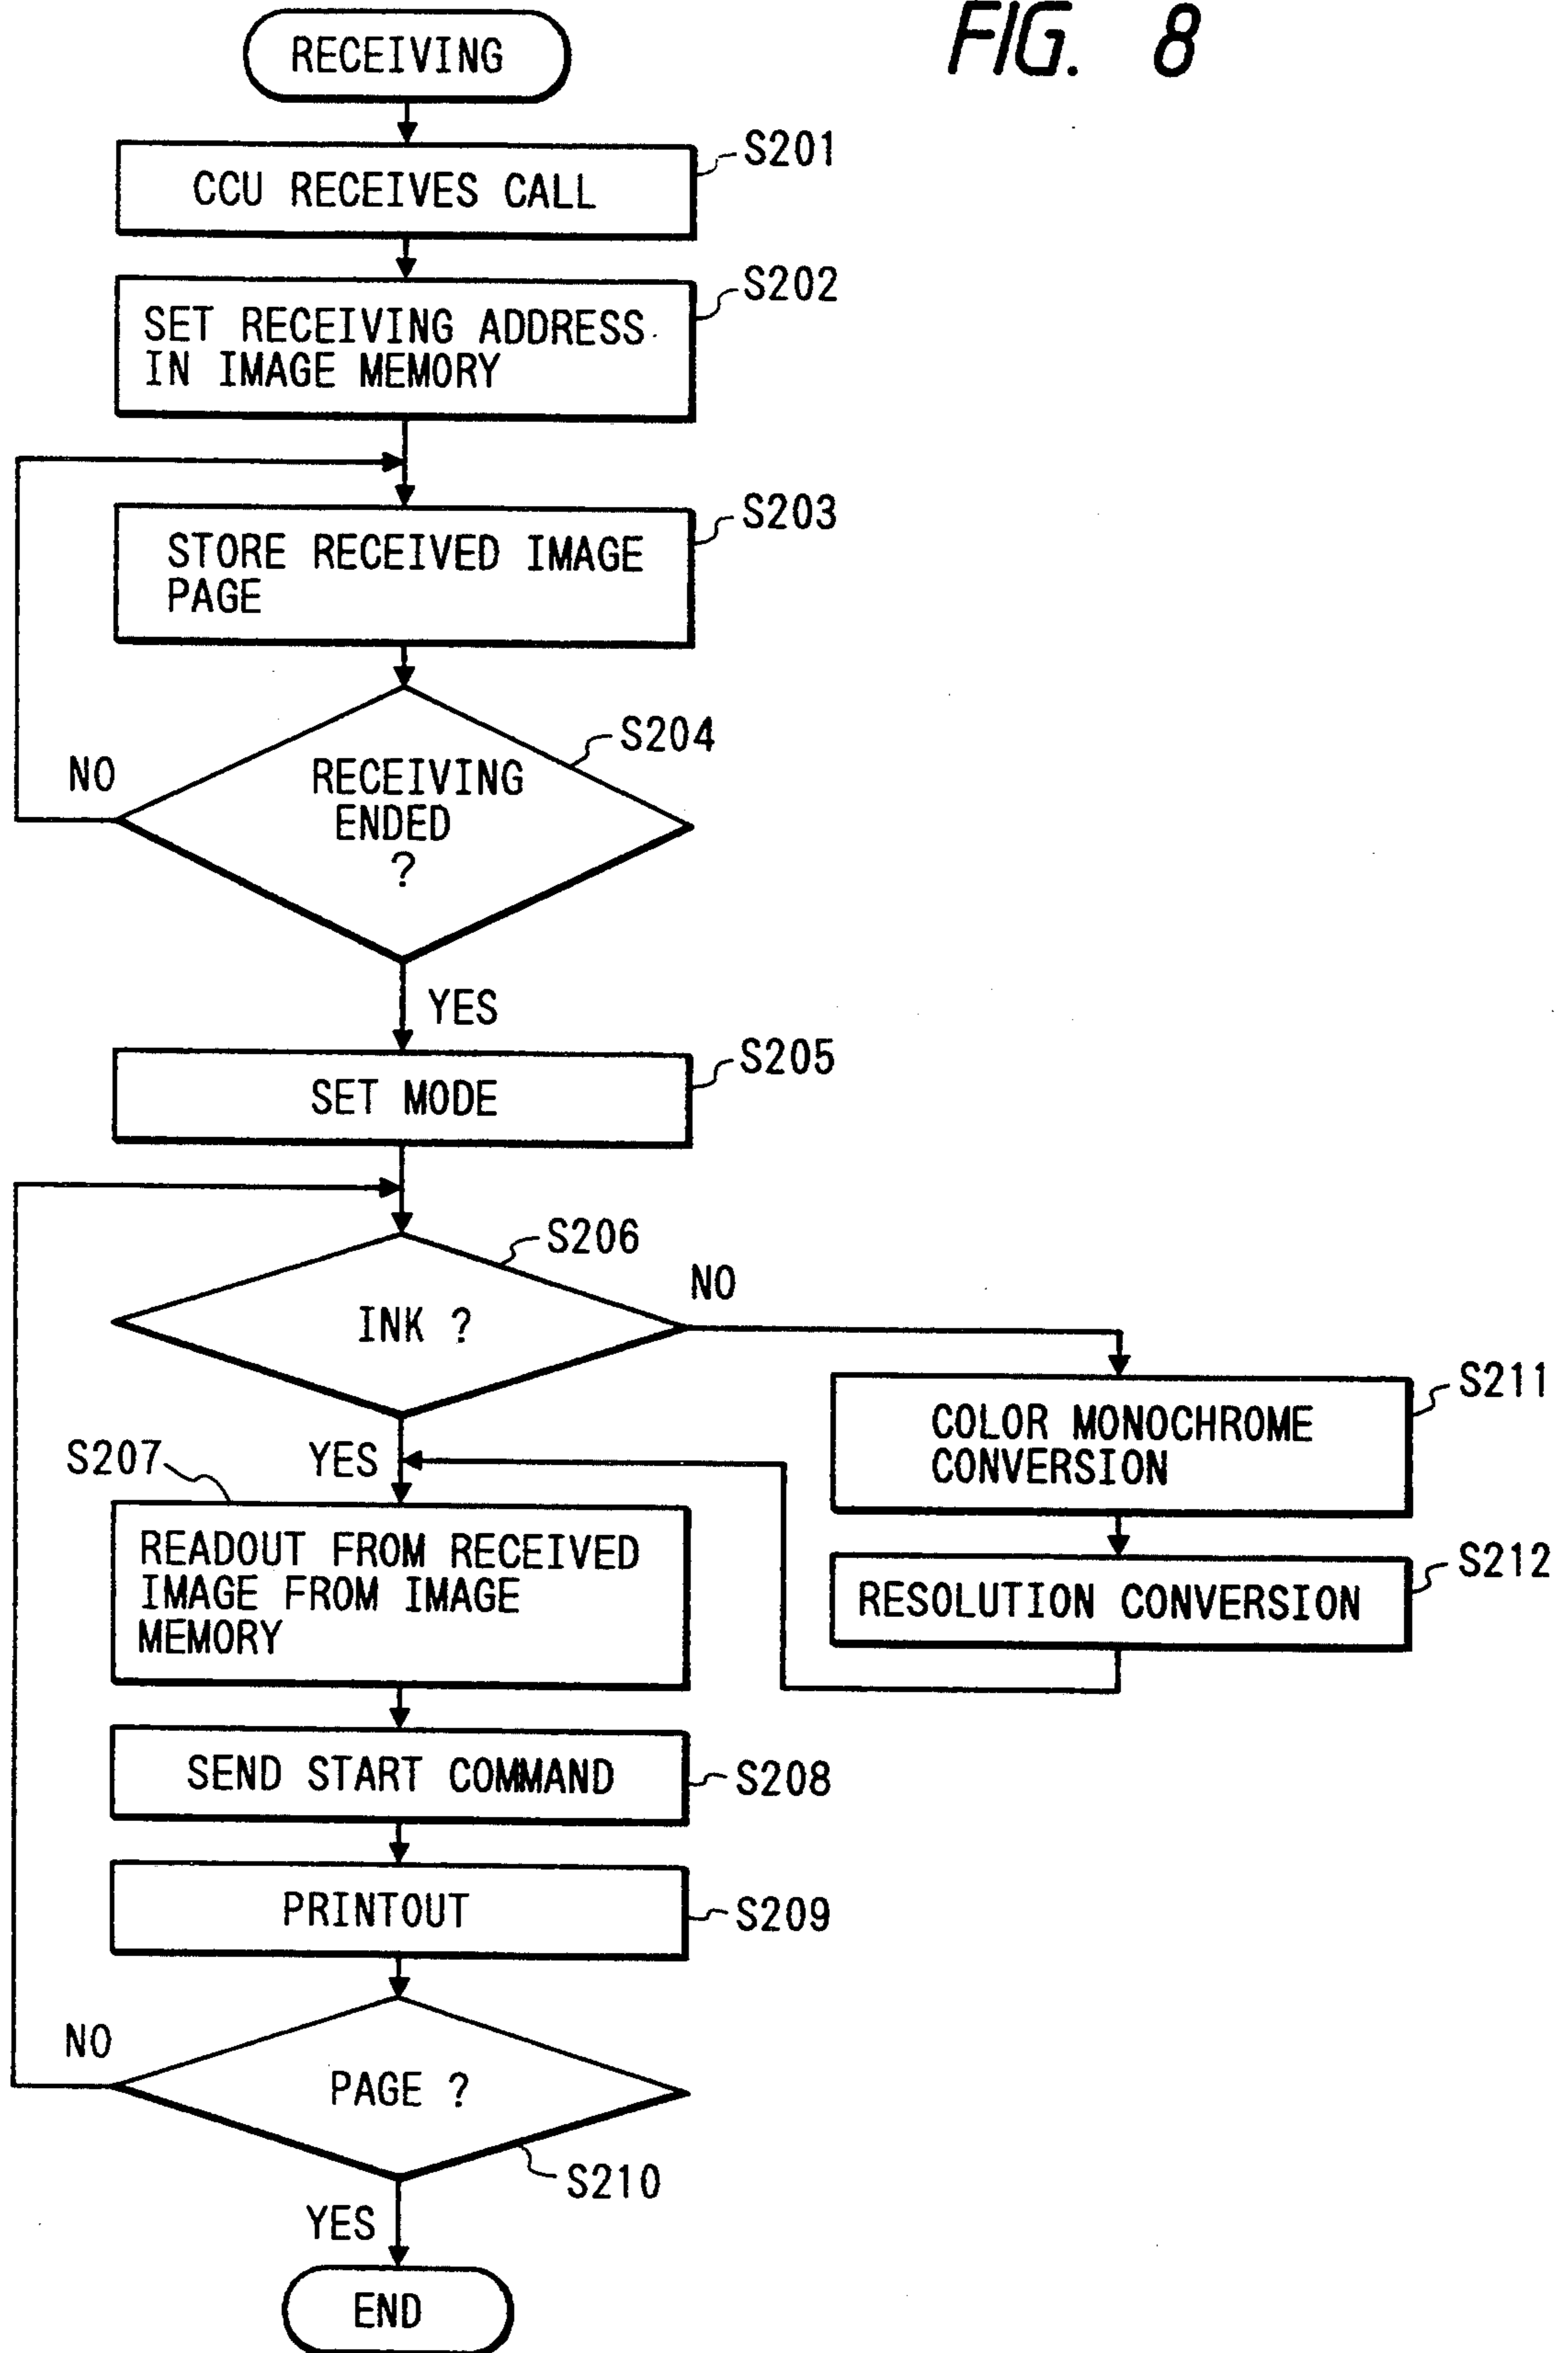 FIG. 8
RECEIVING
S201
CCU RECEIVES CALL
S202
SET RECEIVING ADDRESS
IN IMAGE MEMORY
S203
STORE RECEIVED IMAGE
PAGE
S204
NO
RECEIVING
ENDED
?
YES
S205
SET MODE
S206
NO
INK ?
S211
COLOR MONOCHROME
CONVERSION
S207
YES
READOUT FROM RECEIVED
IMAGE FROM IMAGE
MEMORY
S212
RESOLUTION CONVERSION
SEND START COMMAND
S208
PRINTOUT
S209
NO
PAGE ?
S210
YES
END